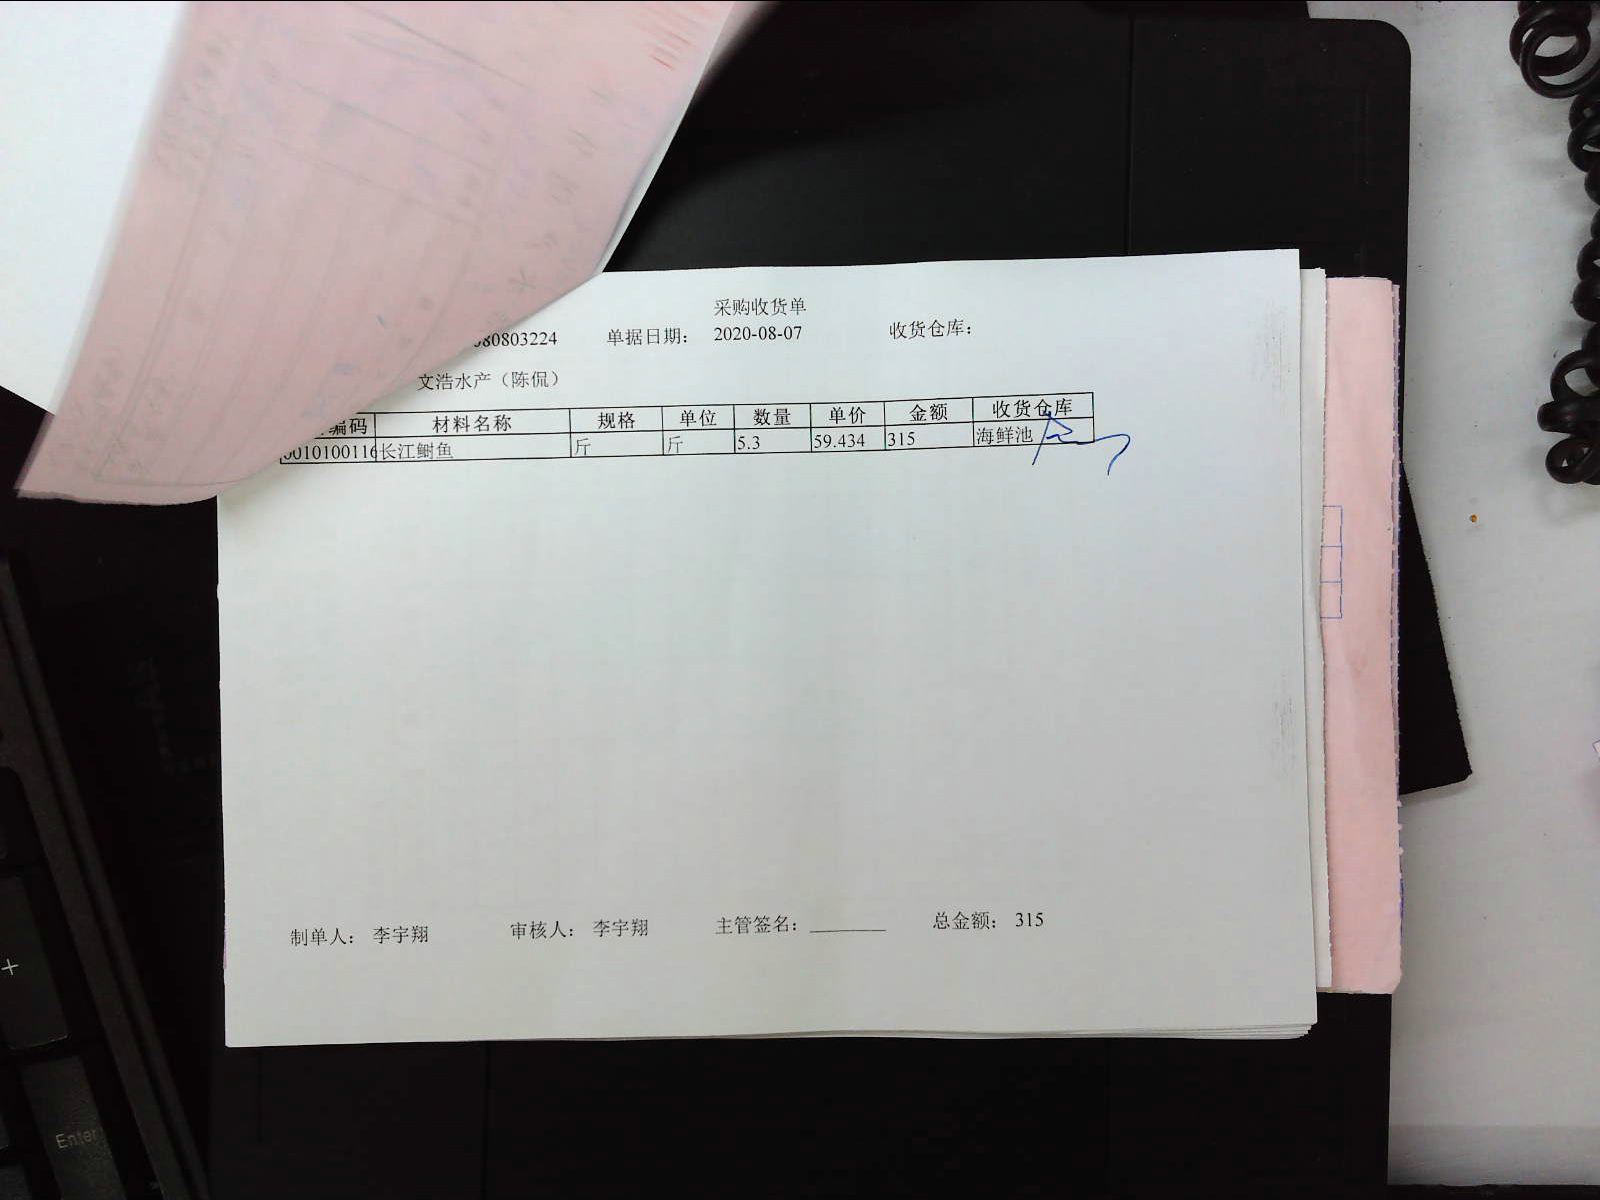 采购收货单
080803224 单据日期： 2020-08-07 收货仓库：
文浩水产（陈侃）
编码 材料名称 规格 单位 数量 单价 金额 收货仓库
0010100116 长江鲥鱼 斤 斤 5.3 59.434 315 海鲜池
制单人： 李宇翔 审核人： 李宇翔 主管签名：________ 总金额： 315
+
Enter